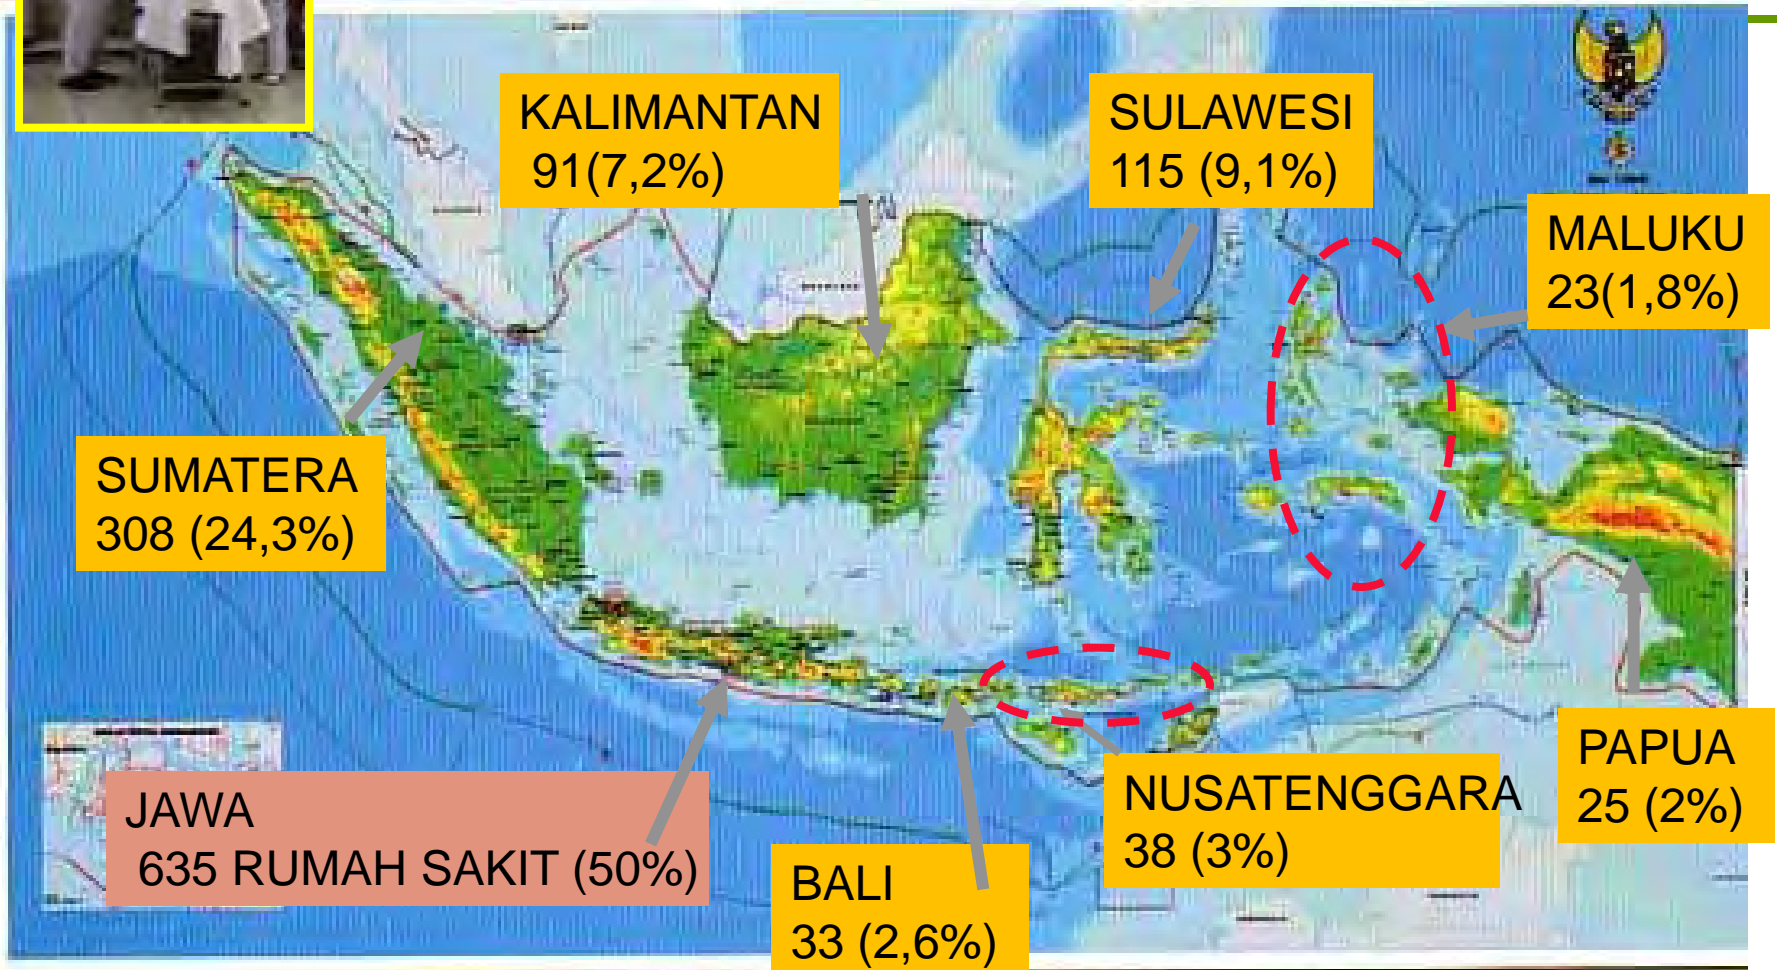 KALIMANTAN
91(7,2%)
SULAWESI
115 (9,1%)
MALUKU
23(1,8%)
SUMATERA
308 (24,3%)
JAWA
635 RUMAH SAKIT (50%)
BALI
33 (2,6%)
NUSATENGGARA
38 (3%)
PAPUA
25 (2%)